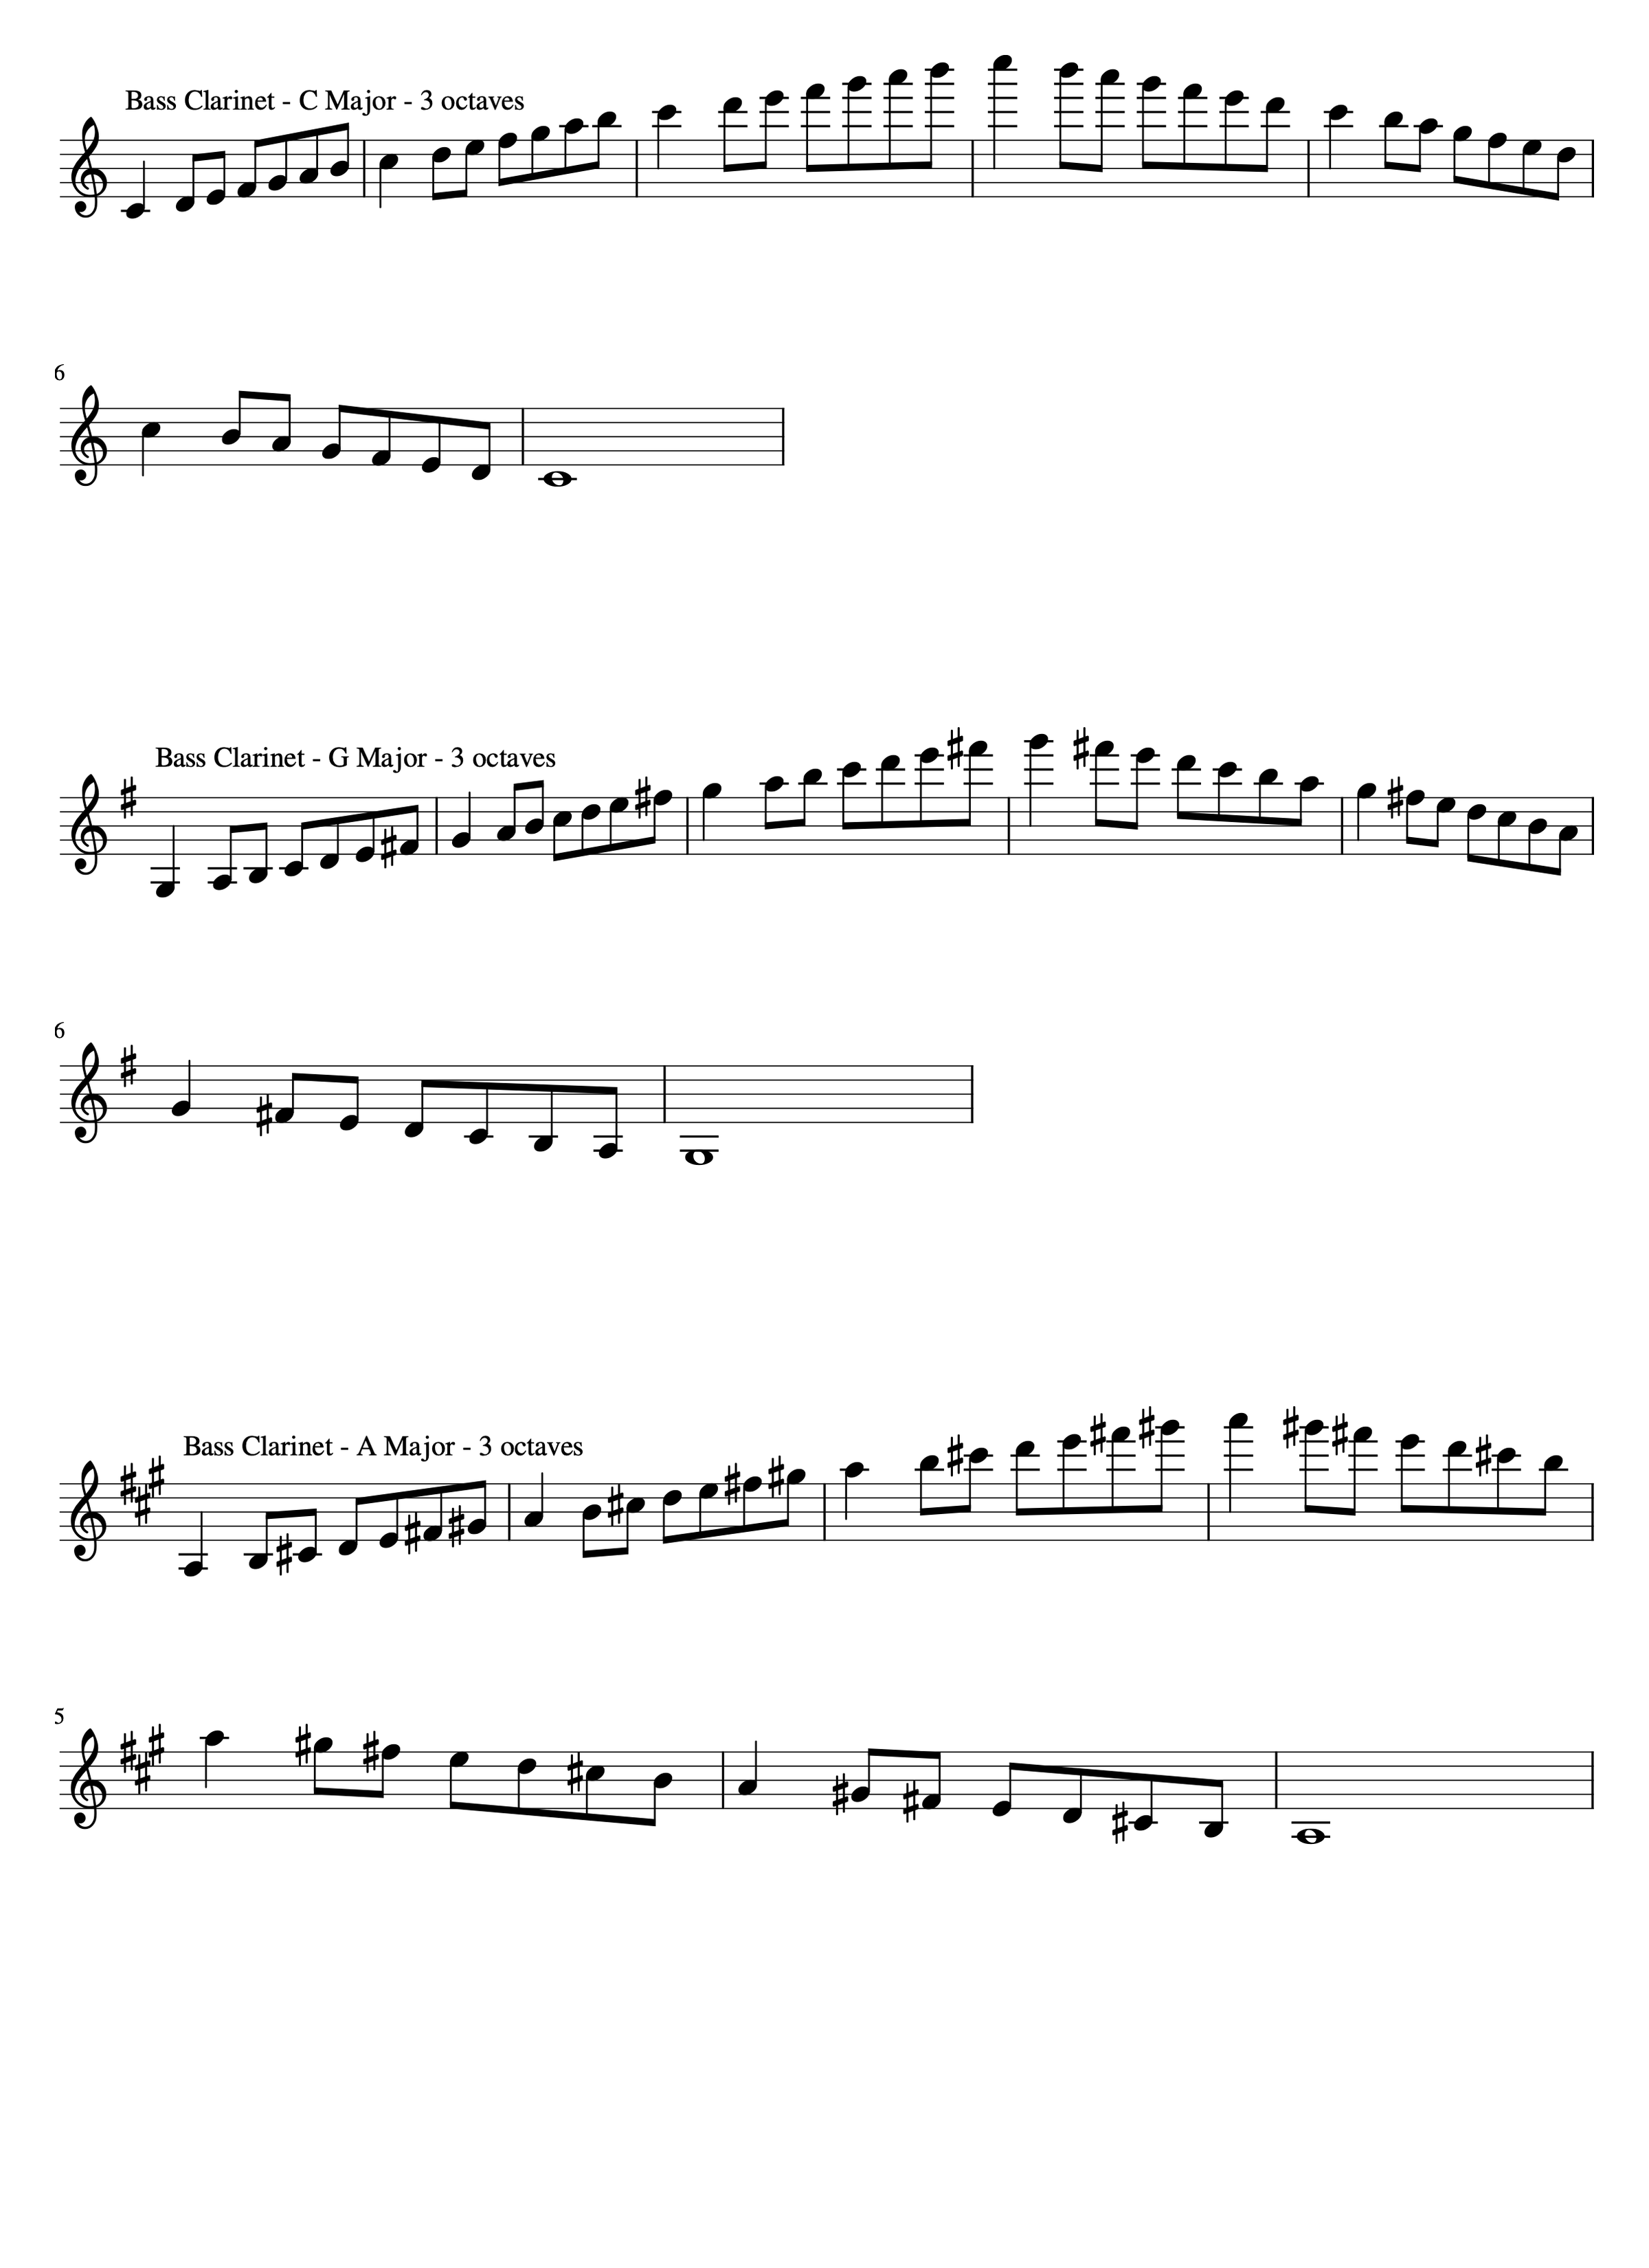 Bass Clarinet - C Major - 3 octaves
6
Bass Clarinet - G Major - 3 octaves
6
Bass Clarinet - A Major - 3 octaves
5